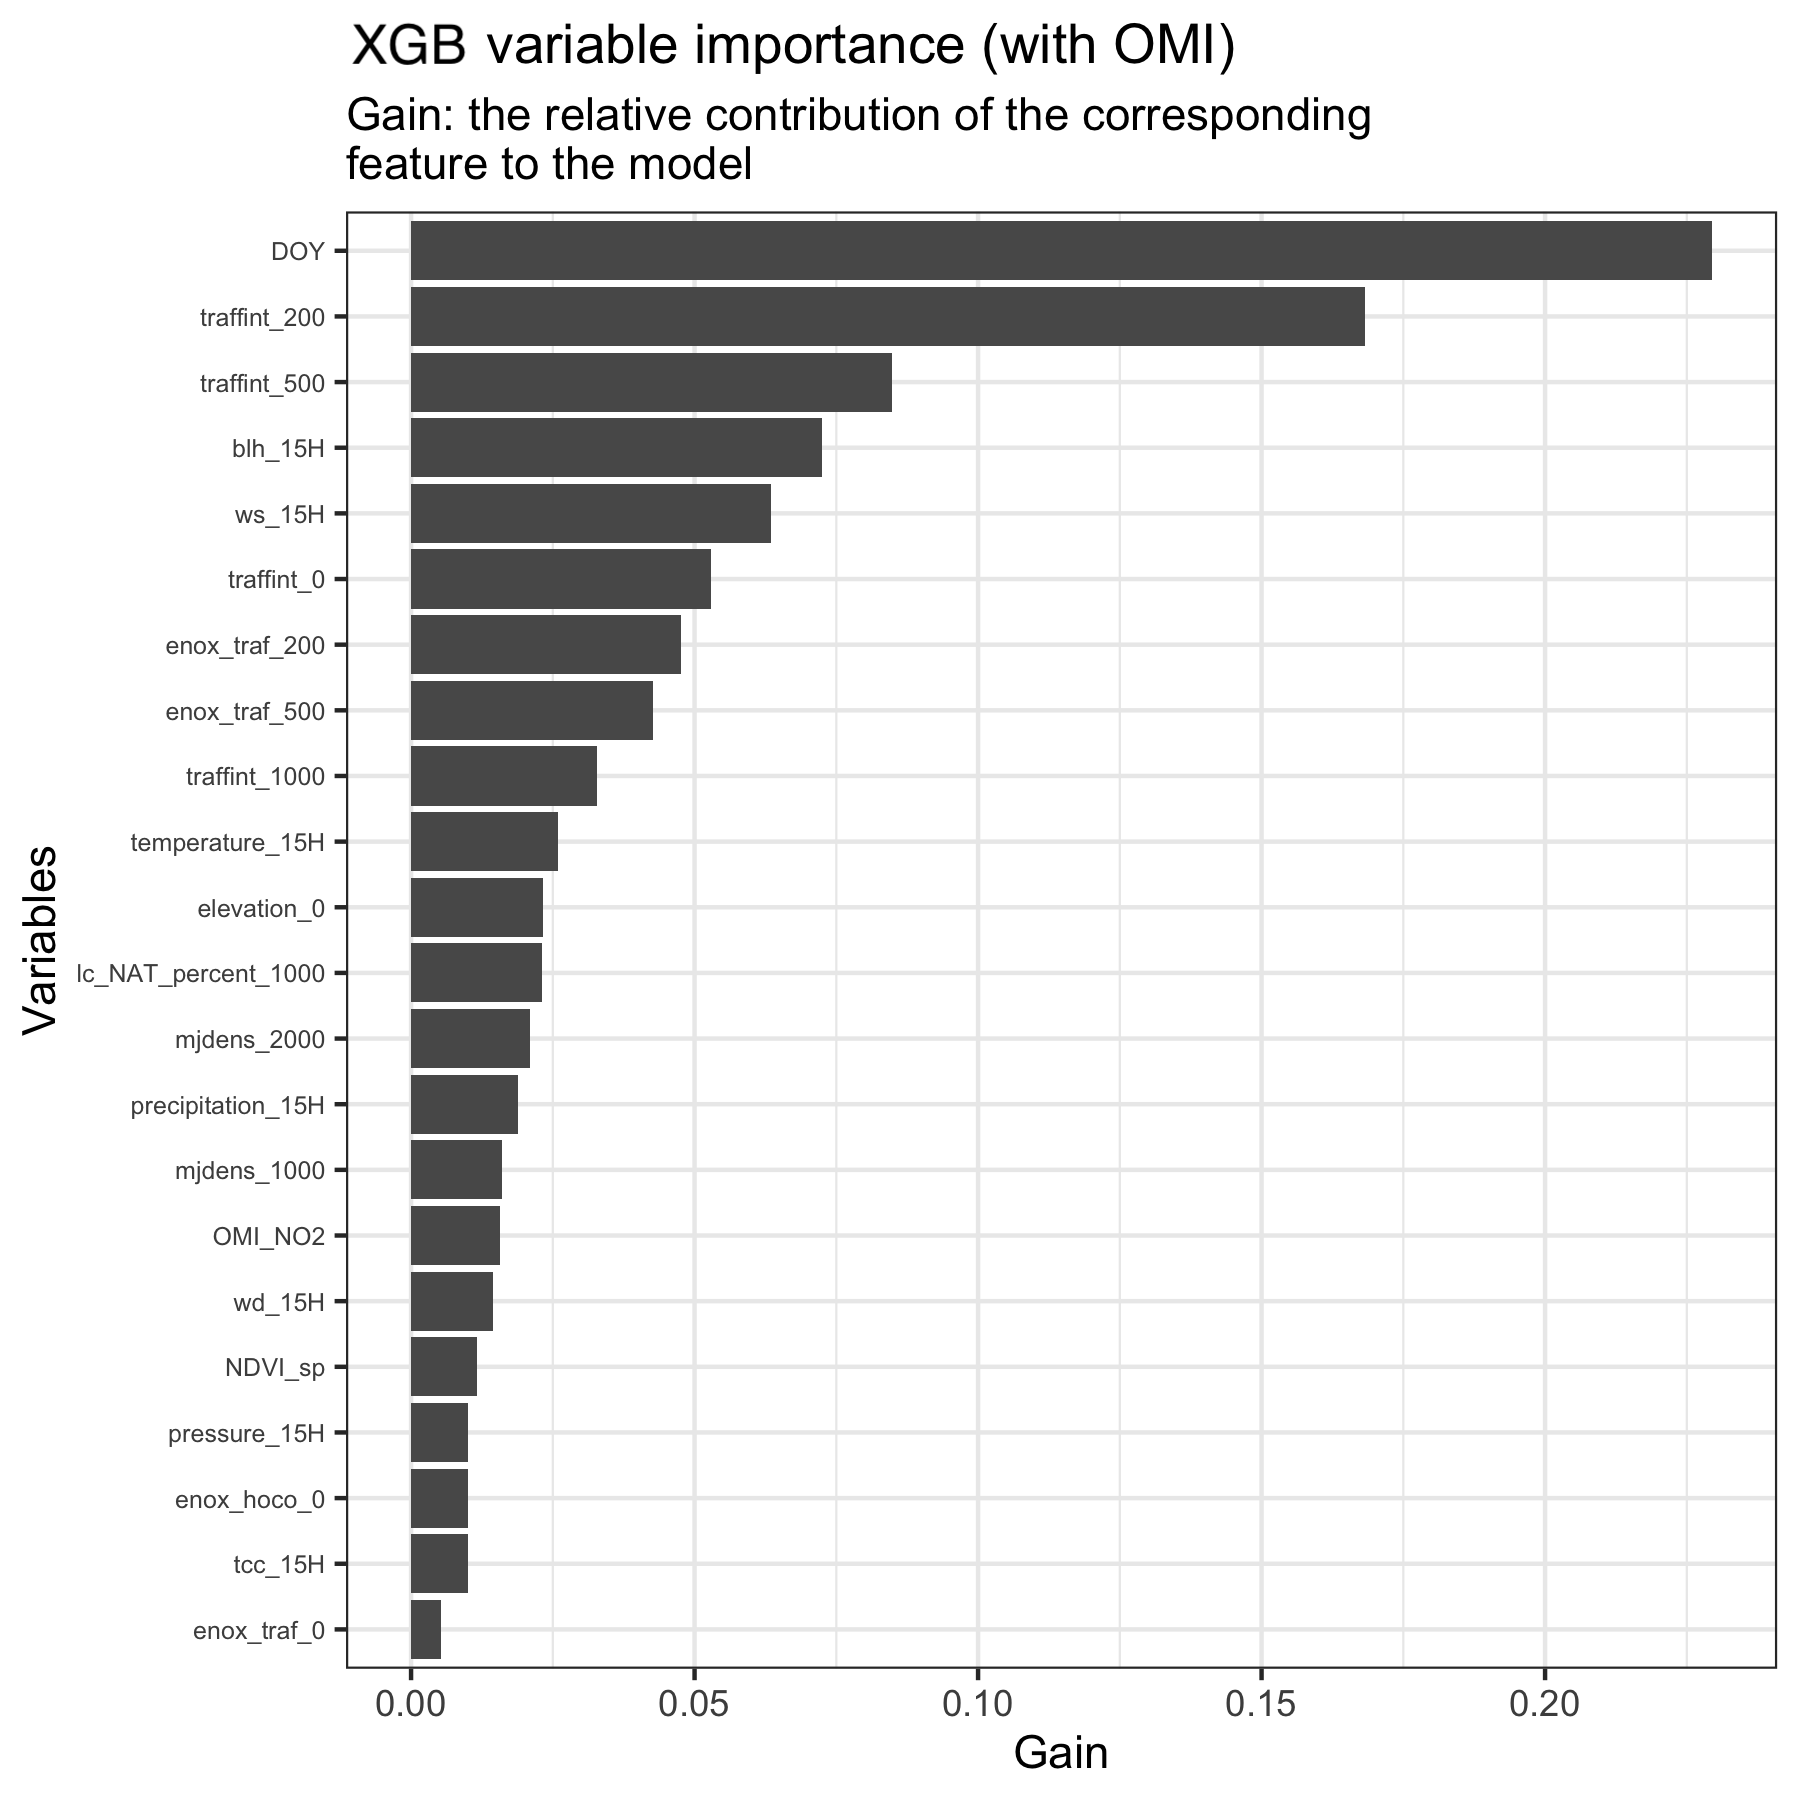 XGB variable importance (with OMI)
Gain: the relative contribution of the corresponding
feature to the model
Variables
DOY
traffint_200
traffint_500
blh_15H
ws_15H
traffint_0
enox_traf_200
enox_traf_500
traffint_1000
temperature_15H
elevation_0
lc_NAT_percent_1000
mjdens_2000
precipitation_15H
mjdens_1000
OMI_NO2
wd_15H
NDVI_sp
pressure_15H
enox_hoco_0
tcc_15H
enox_traf_0
0.00 0.05 0.10 0.15 0.20
Gain